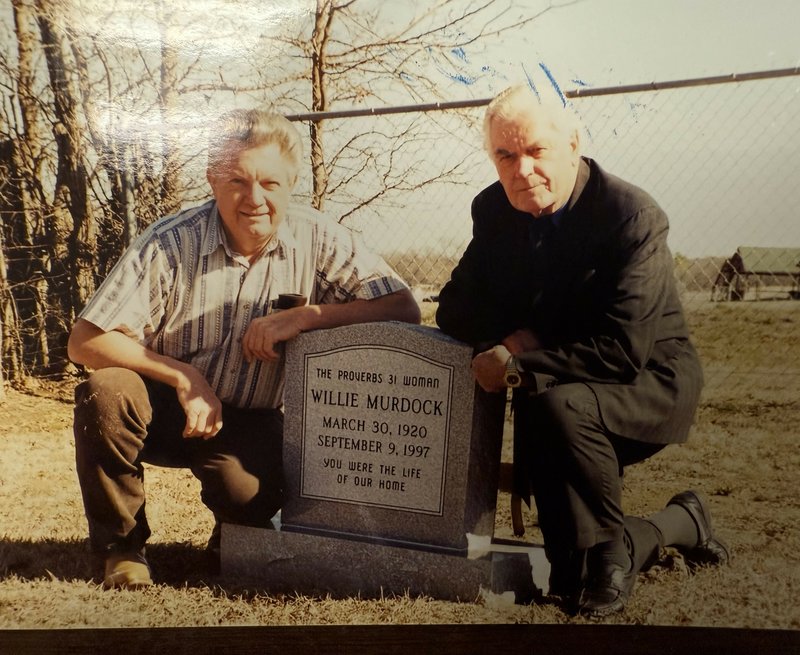 THE PROVERBS 31 WOMAN
WILLIE MURDOCK
MARCH 30, 1920
SEPTEMBER 9, 1997
YOU WERE THE LIFE
OF OUR HOME